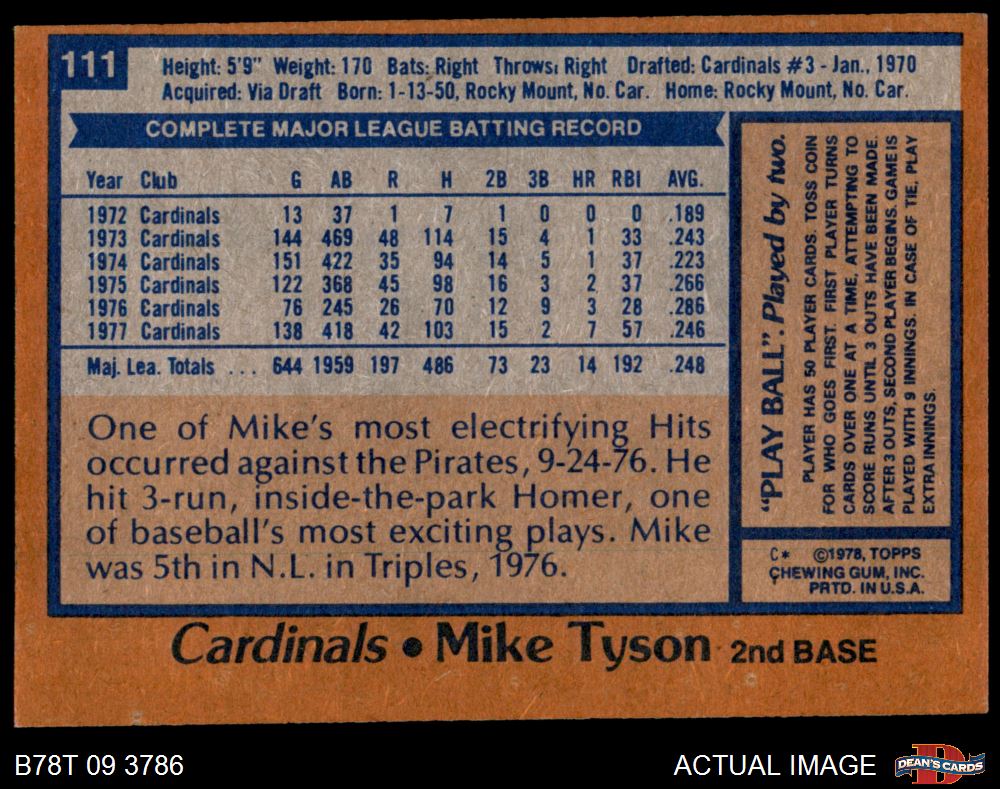 111
Height: 5'9" Weight: 170 Bats: Right Throws: Right Drafted: Cardinals #3 - Jan., 1970
Acquired: Via Draft Born: 1-13-50, Rocky Mount, No. Car. Home: Rocky Mount, No. Car.
COMPLETE MAJOR LEAGUE BATTING RECORD
Year Club G AB R H 2B 3B HR RBI AVG.
1972 Cardinals 13 37 1 7 1 0 0 0 .189
1973 Cardinals 144 469 48 114 15 4 1 33 .243
1974 Cardinals 151 422 35 94 14 5 1 37 .223
1975 Cardinals 122 368 45 98 16 3 2 37 .266
1976 Cardinals 76 245 26 70 12 9 3 28 .286
1977 Cardinals 138 418 42 103 15 2 7 57 .246
Maj. Lea. Totals ... 644 1959 197 486 73 23 14 192 .248
One of Mike's most electrifying Hits
occurred against the Pirates, 9-24-76. He
hit 3-run, inside-the-park Homer, one
of baseball's most exciting plays. Mike
was 5th in N.L. in Triples, 1976.
"PLAY BALL". Played by two.
PLAYER HAS 50 PLAYER CARDS. TOSS COIN
FOR WHO GOES FIRST. FIRST PLAYER TURNS
CARDS OVER ONE AT A TIME, ATTEMPTING TO
SCORE RUNS UNTIL 3 OUTS HAVE BEEN MADE.
AFTER 3 OUTS, SECOND PLAYER BEGINS. GAME IS
PLAYED WITH 9 INNINGS. IN CASE OF TIE, PLAY
EXTRA INNINGS.
C* ©1978, TOPPS
CHEWING GUM, INC.
PRTD. IN U.S.A.
Cardinals • Mike Tyson 2nd BASE
B78T 09 3786
ACTUAL IMAGE
D
DEAN'S CARDS